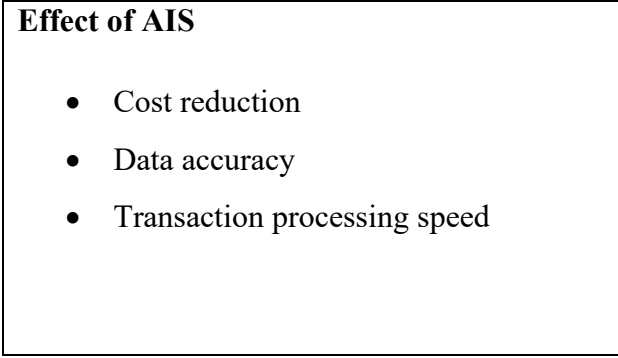 Effect of AIS
• Cost reduction
• Data accuracy
• Transaction processing speed